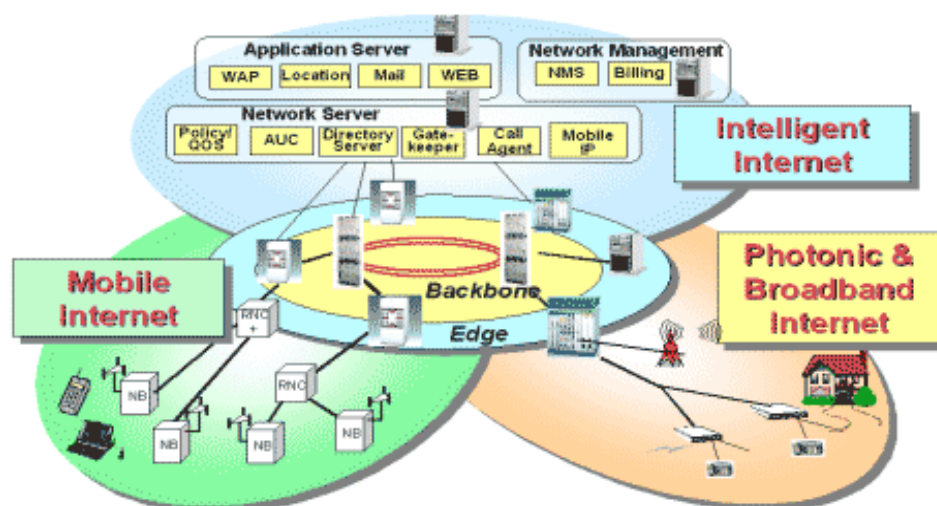 Application Server
WAP
Location
Mail
WEB
Network Management
NMS
Billing
Network Server
Policy/
QOS
AUC
Directory
Server
Gate-
keeper
Call
Agent
Mobile
IP
Intelligent
Internet
Mobile
Internet
Photonic &
Broadband
Internet
Backbone
Edge
RNC
+
RNC
NB
NB
NB
NB